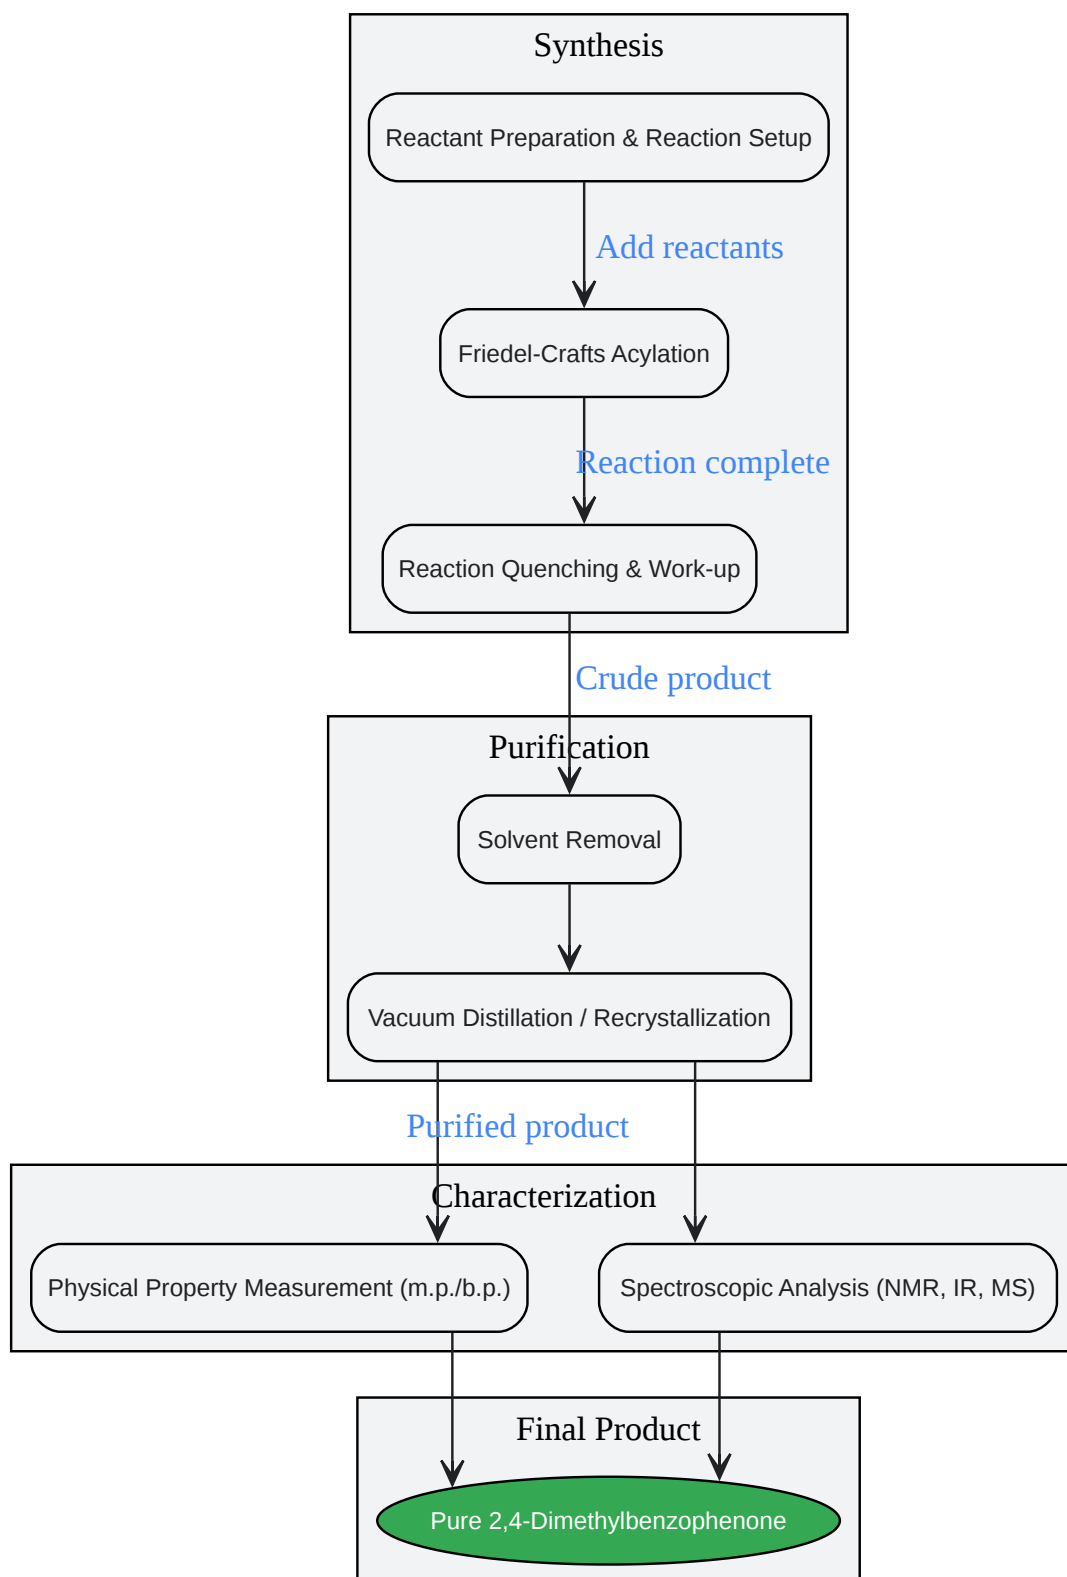 Synthesis
Reactant Preparation & Reaction Setup
Add reactants
Friedel-Crafts Acylation
Reaction complete
Reaction Quenching & Work-up
Crude product
Purification
Solvent Removal
Vacuum Distillation / Recrystallization
Purified product
Characterization
Physical Property Measurement (m.p./b.p.)
Spectroscopic Analysis (NMR, IR, MS)
Final Product
Pure 2,4-Dimethylbenzophenone